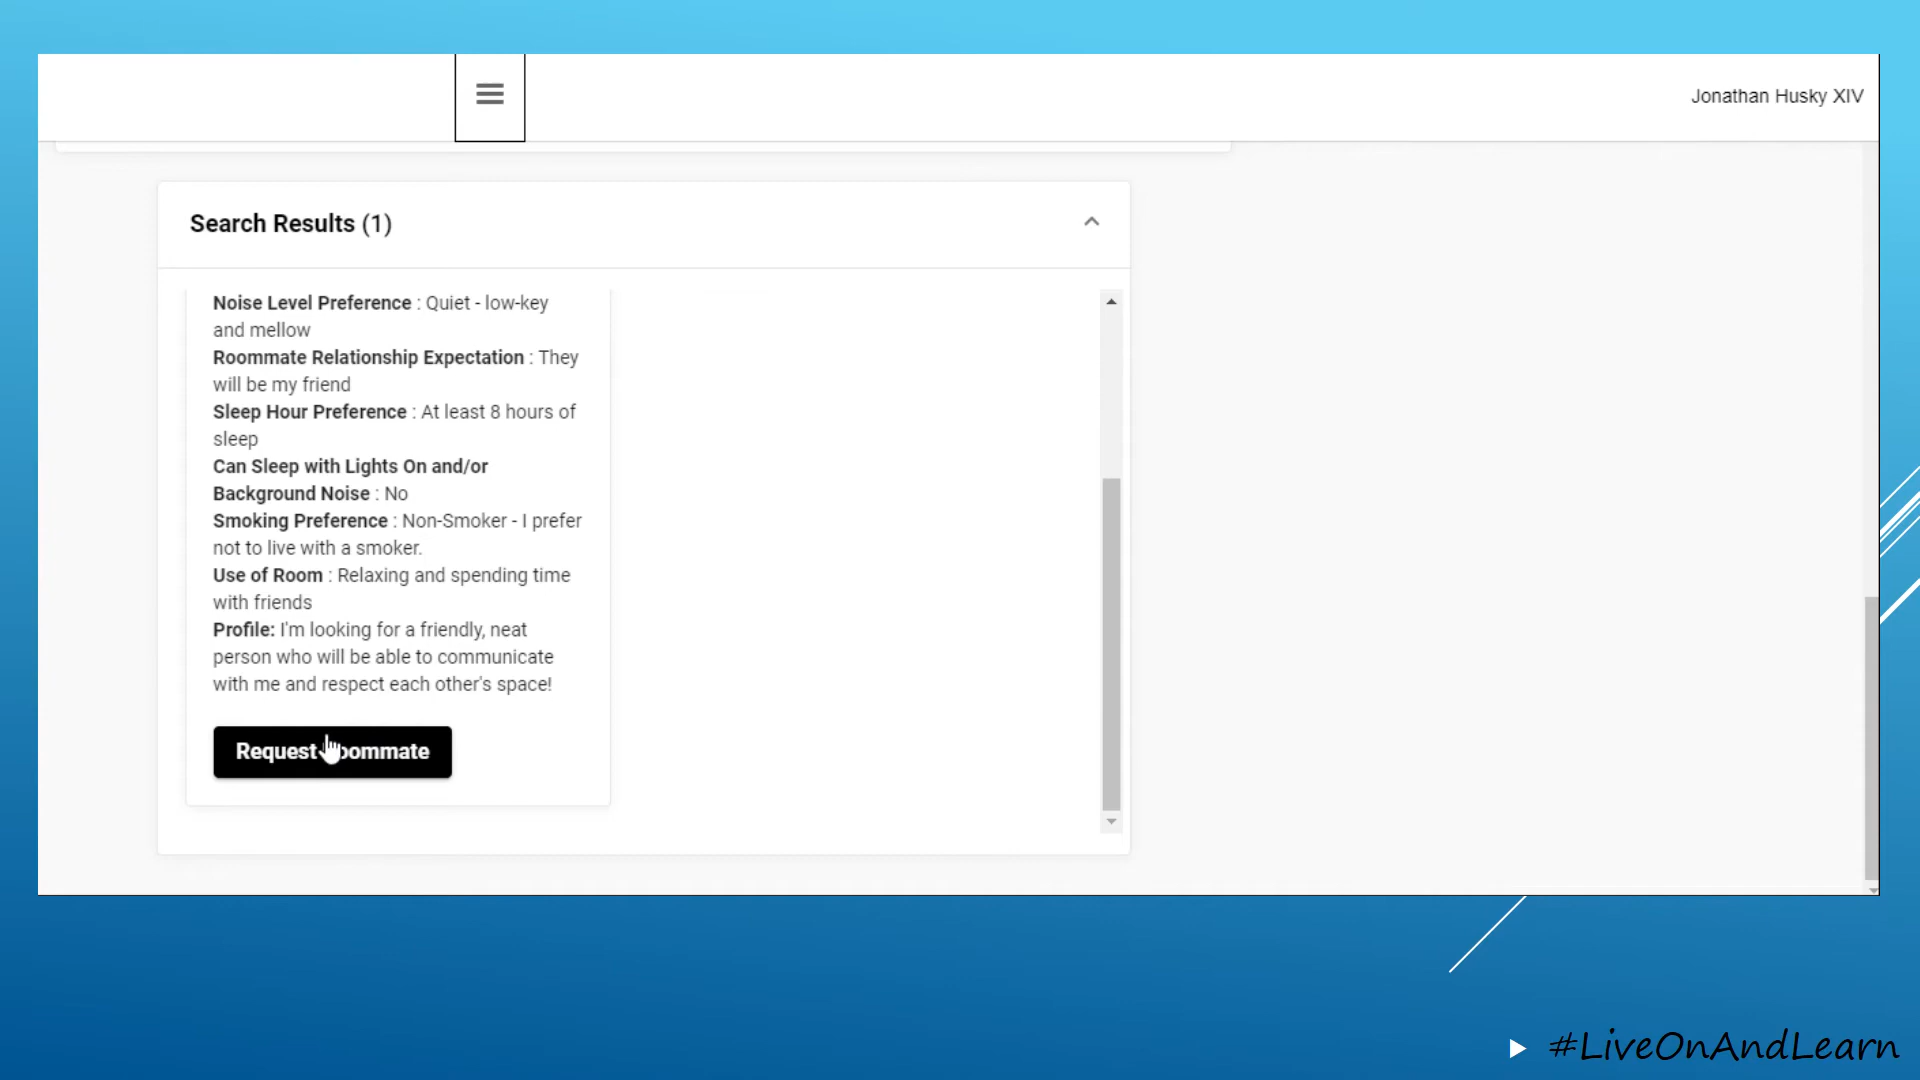 Jonathan Husky XIV
Search Results (1)
Noise Level Preference : Quiet - low-key
and mellow
Roommate Relationship Expectation : They
will be my friend
Sleep Hour Preference : At least 8 hours of
sleep
Can Sleep with Lights On and/or
Background Noise : No
Smoking Preference : Non-Smoker - I prefer
not to live with a smoker.
Use of Room : Relaxing and spending time
with friends
Profile: I'm looking for a friendly, neat
person who will be able to communicate
with me and respect each other's space!
Request Roommate
#LiveOnAndLearn